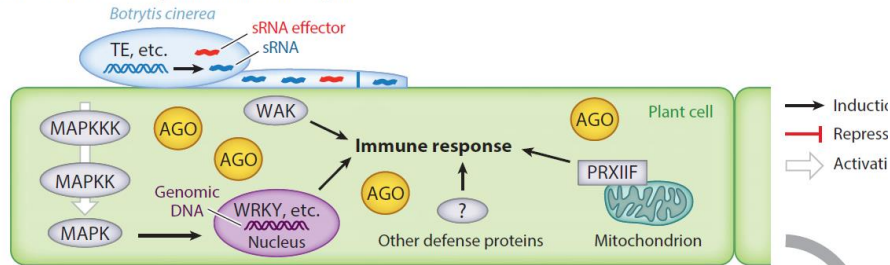 Botrytis cinerea
sRNA effector
TE, etc.
sRNA
WAK
Plant cell
MAPKKK
AGO
AGO
AGO
Immune response
MAPKK
AGO
PRXIIF
Genomic
DNA
WRKY, etc.
?
MAPK
Nucleus
Other defense proteins
Mitochondrion
Inductio
Repress
Activati